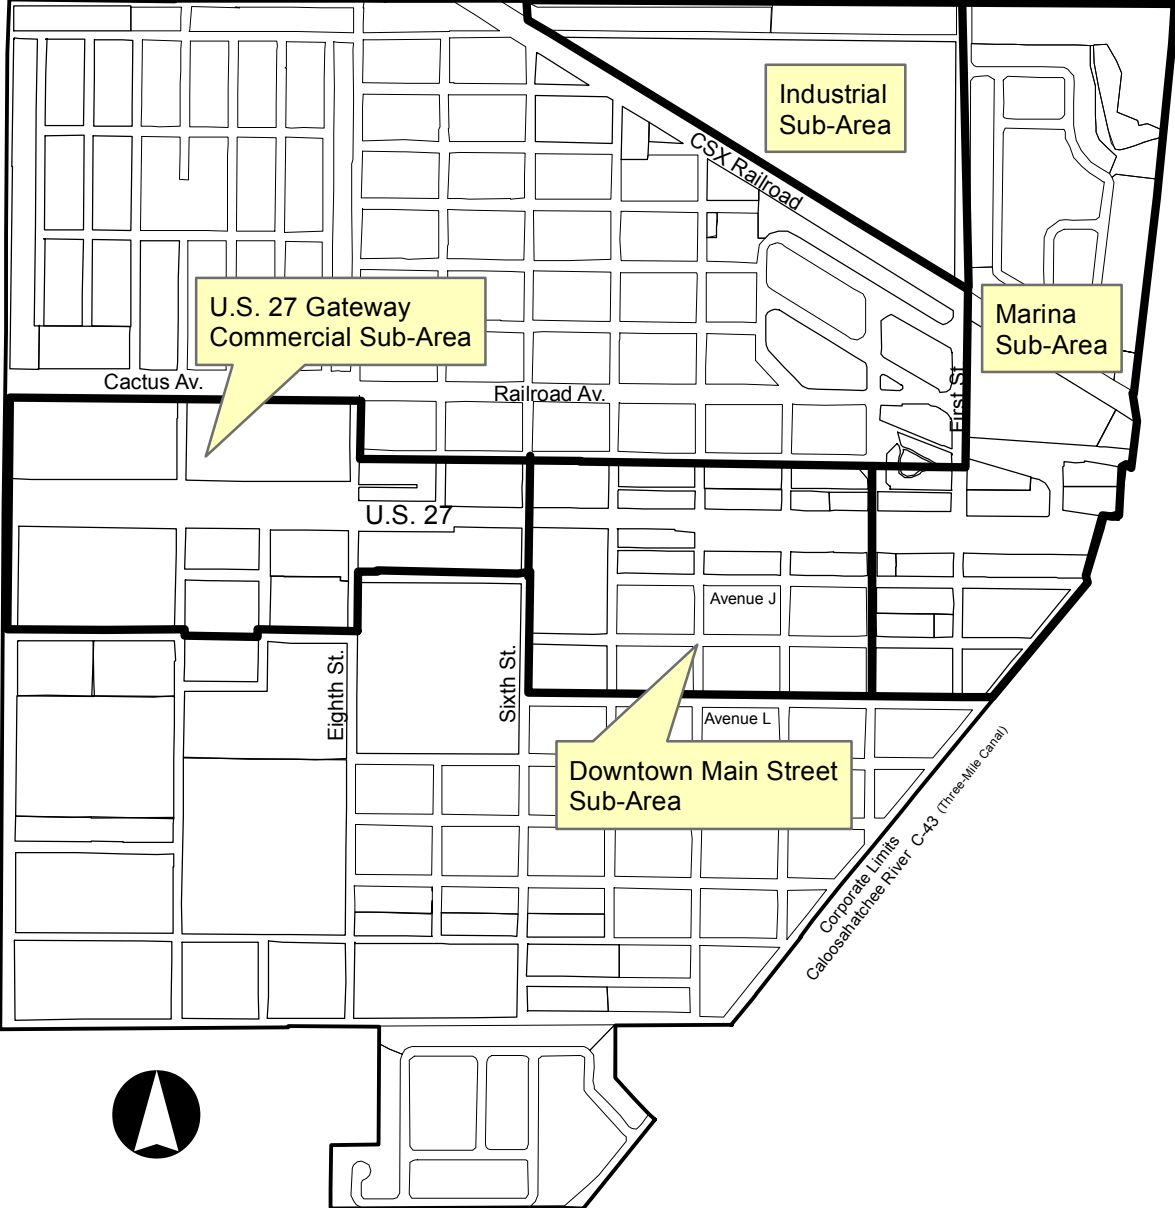 Industrial
Sub-Area
CSX Railroad
U.S. 27 Gateway
Commercial Sub-Area
Marina
Sub-Area
Cactus Av.
Railroad Av.
First St
U.S. 27
Avenue J
Eighth St.
Sixth St.
Avenue L
Downtown Main Street
Sub-Area
Corporate Limits
Caloosahatchee River C-43 (Three-Mile Canal)